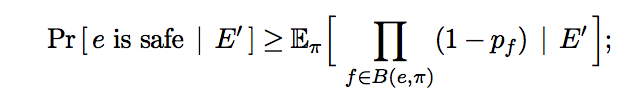 Pr [ e is safe | E′ ] ≥ 𝔼_π [ ∏_{f∈B(e,π)} (1 − p_f) | E′ ];